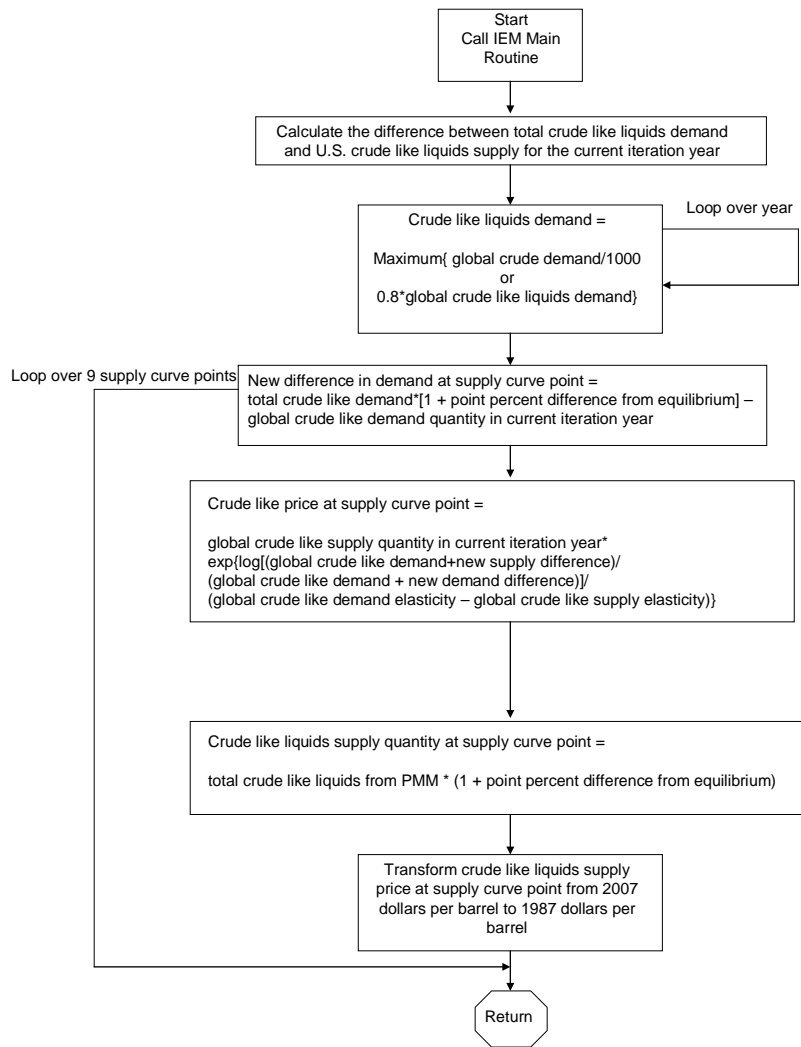 Start
Call IEM Main
Routine
Calculate the difference between total crude like liquids demand
and U.S. crude like liquids supply for the current iteration year
Loop over year
Crude like liquids demand =
Maximum{ global crude demand/1000
or
0.8*global crude like liquids demand}
Loop over 9 supply curve points
New difference in demand at supply curve point =
total crude like demand*[1 + point percent difference from equilibrium] –
global crude like demand quantity in current iteration year
Crude like price at supply curve point =
global crude like supply quantity in current iteration year*
exp{log[(global crude like demand+new supply difference)/
(global crude like demand + new demand difference)]/
(global crude like demand elasticity – global crude like supply elasticity)}
Crude like liquids supply quantity at supply curve point =
total crude like liquids from PMM * (1 + point percent difference from equilibrium)
Transform crude like liquids supply
price at supply curve point from 2007
dollars per barrel to 1987 dollars per
barrel
Return